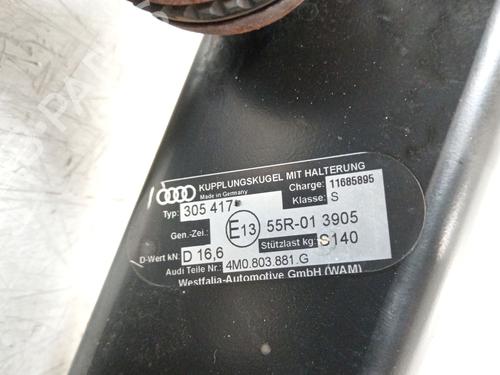 KUPPLUNGSKUGEL MIT HALTERUNG
Made in Germany
Charge: 11685895
Typ: 305 417
Klasse: S
Gen.-Zei.: E13 55R-01 3905
D-Wert kN: D 16,6 Stützlast kg: S140
Audi Teile Nr.: 4M0.803.881.G
Westfalia-Automotive GmbH (WAM)